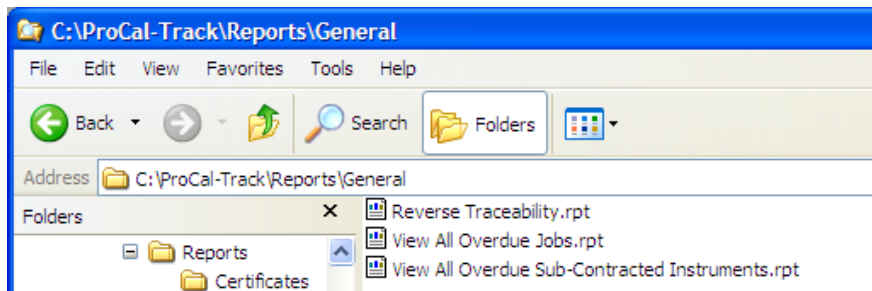 C:\ProCal-Track\Reports\General
File Edit View Favorites Tools Help
Back Search Folders
Address C:\ProCal-Track\Reports\General
Folders
Reports
Certificates
Reverse Traceability.rpt
View All Overdue Jobs.rpt
View All Overdue Sub-Contracted Instruments.rpt